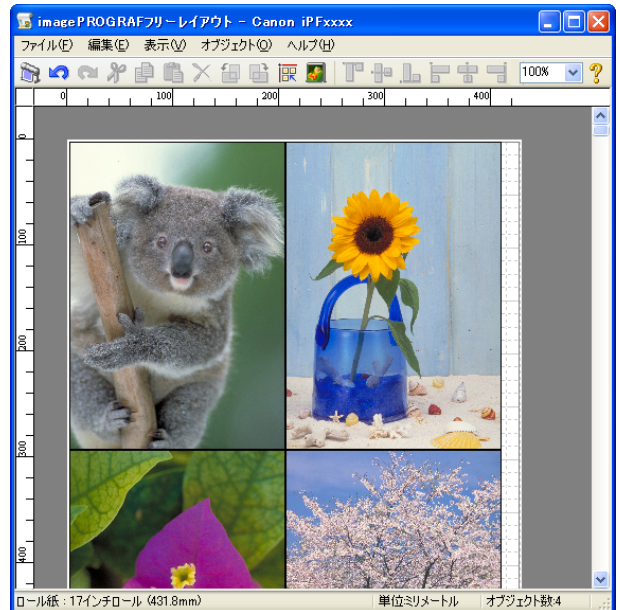 imagePROGRAFフリーレイアウト - Canon iPFxxxx
ファイル(F) 編集(E) 表示(V) オブジェクト(O) ヘルプ(H)
100%
0 100 200 300 400
0
100
200
300
400
ロール紙：17インチロール (431.8mm) 単位:ミリメートル オブジェクト数:4